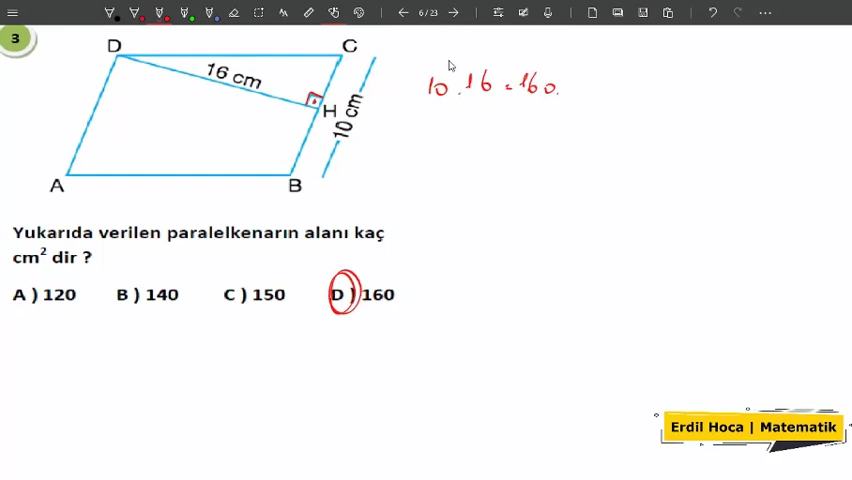 6 / 23
3
D
C
16 cm
10 . 16 = 160.
H
10 cm
A
B
Yukarıda verilen paralelkenarın alanı kaç
cm² dir ?
A ) 120 B ) 140 C ) 150 D ) 160
Erdil Hoca | Matematik